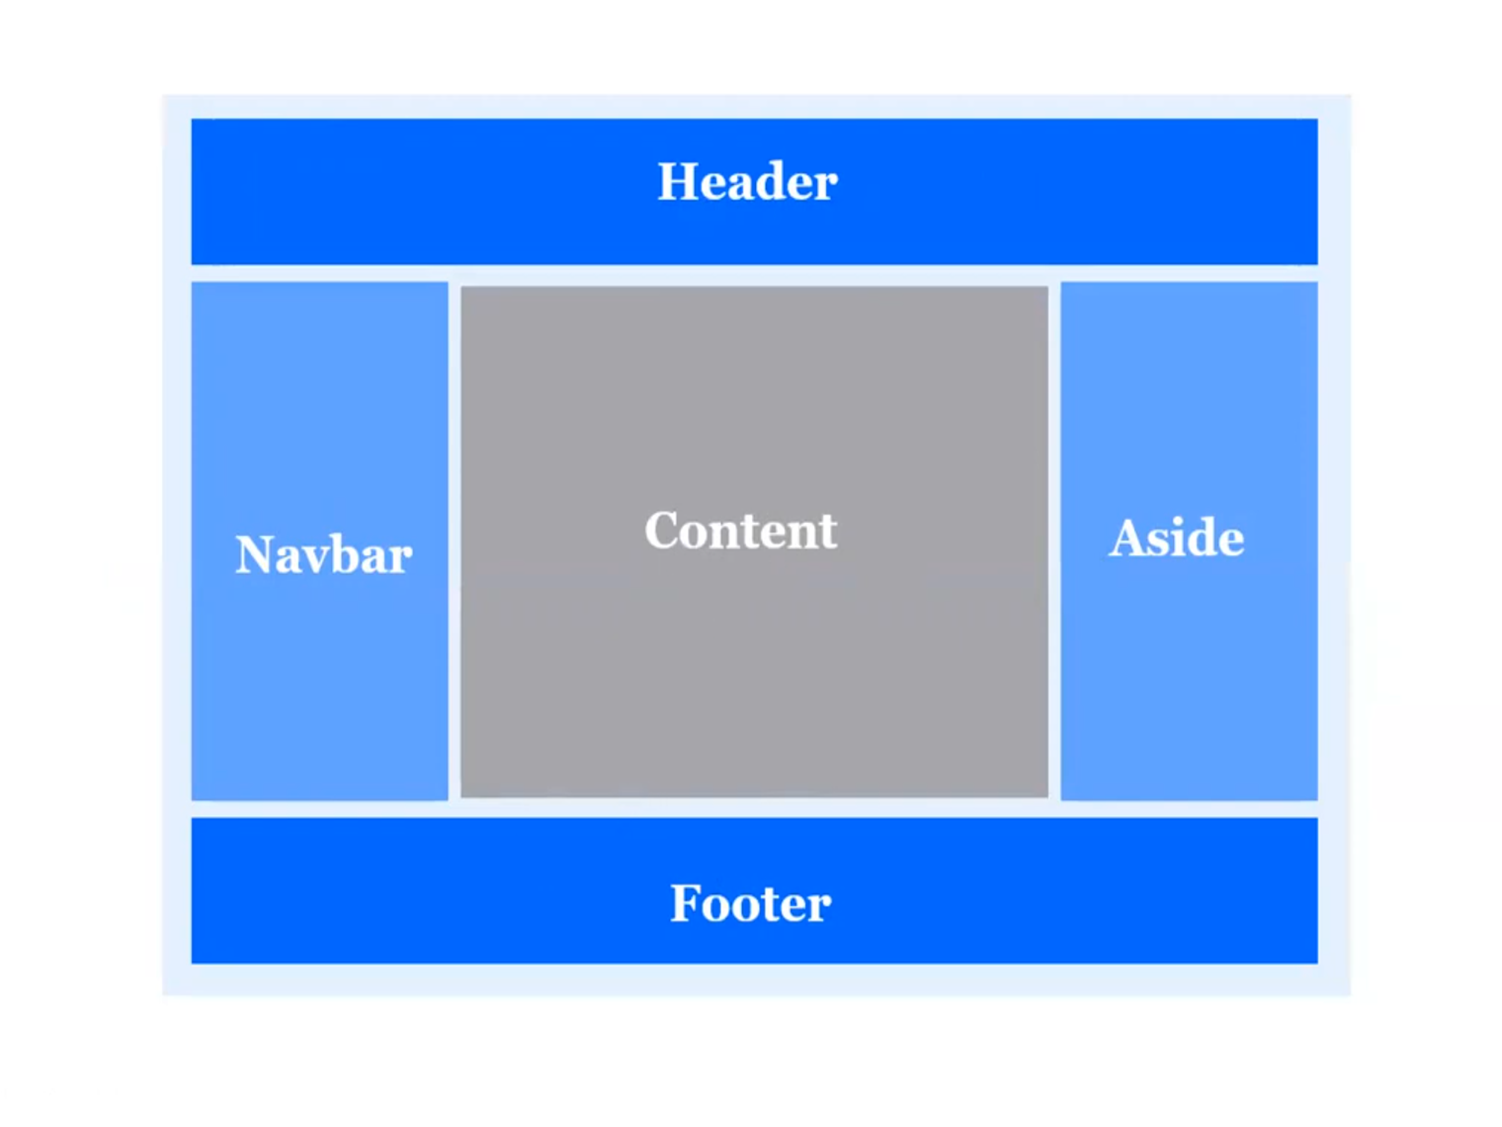 Header
Navbar
Content
Aside
Footer